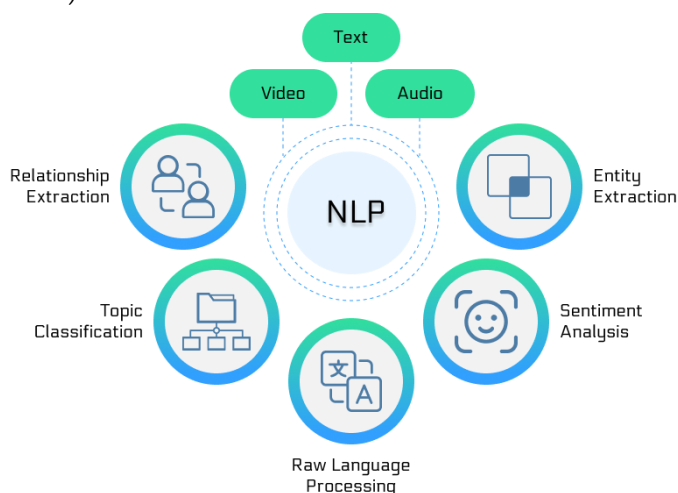 Text
Video
Audio
NLP
Relationship
Extraction
Entity
Extraction
Topic
Classification
Sentiment
Analysis
文
A
Raw Language
Processing